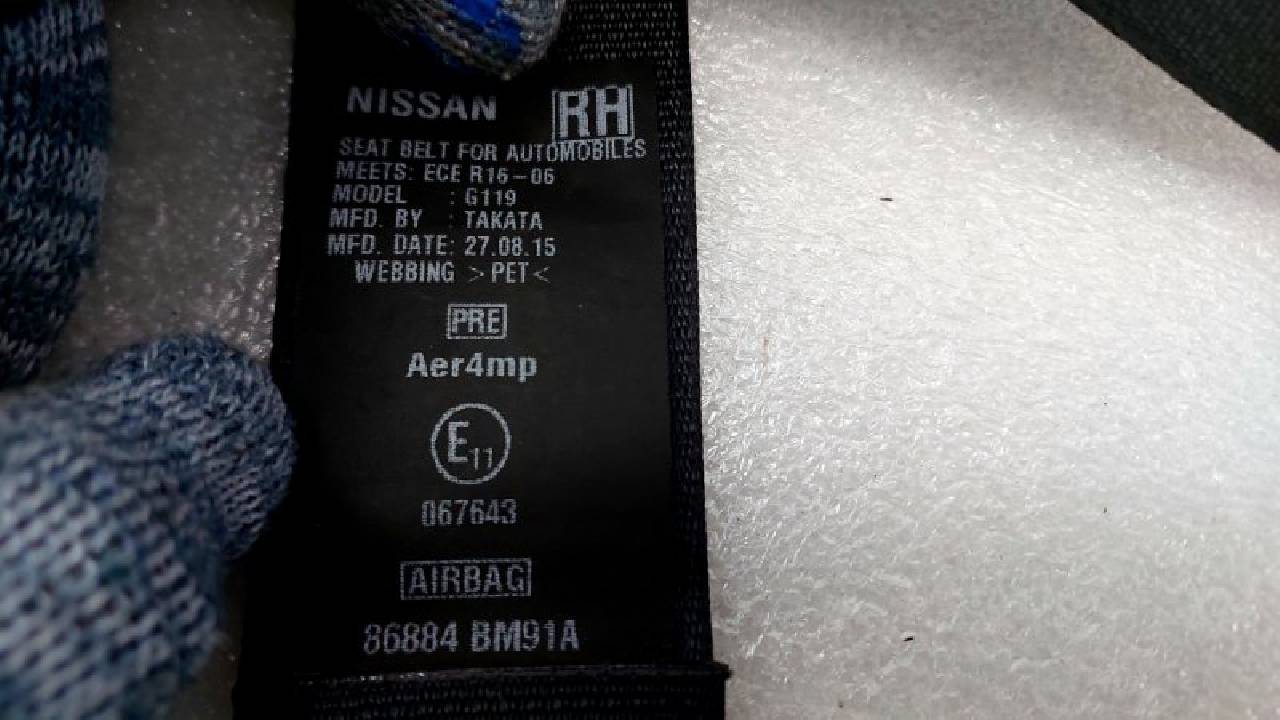 NISSAN RH
SEAT BELT FOR AUTOMOBILES
MEETS: ECE R16-06
MODEL : G119
MFD. BY : TAKATA
MFD. DATE: 27.08.15
WEBBING >PET<
PRE
Aer4mp
E11
067643
AIRBAG
86884 BM91A